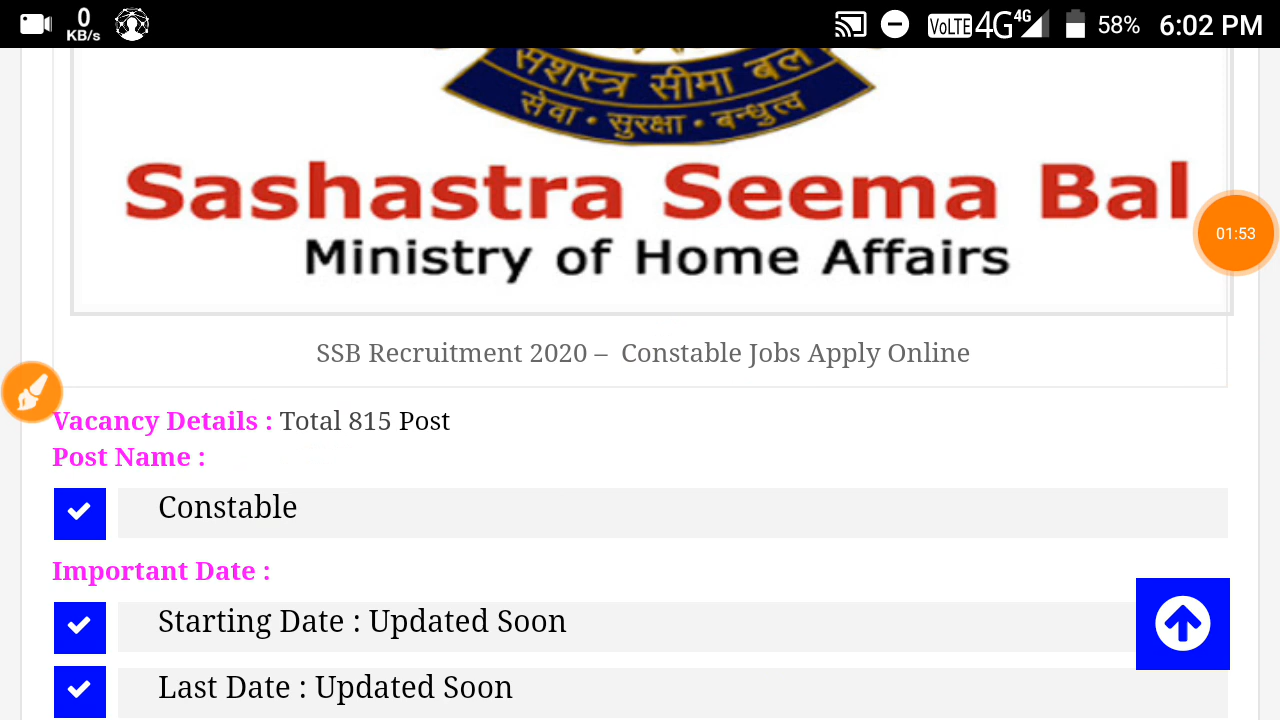 0
KB/s
VoLTE 4G 4G 58% 6:02 PM
सशस्त्र सीमा बल
सेवा • सुरक्षा • बन्धुत्व
Sashastra Seema Bal
Ministry of Home Affairs
01:53
SSB Recruitment 2020 – Constable Jobs Apply Online
Vacancy Details : Total 815 Post
Post Name :
Constable
Important Date :
Starting Date : Updated Soon
Last Date : Updated Soon